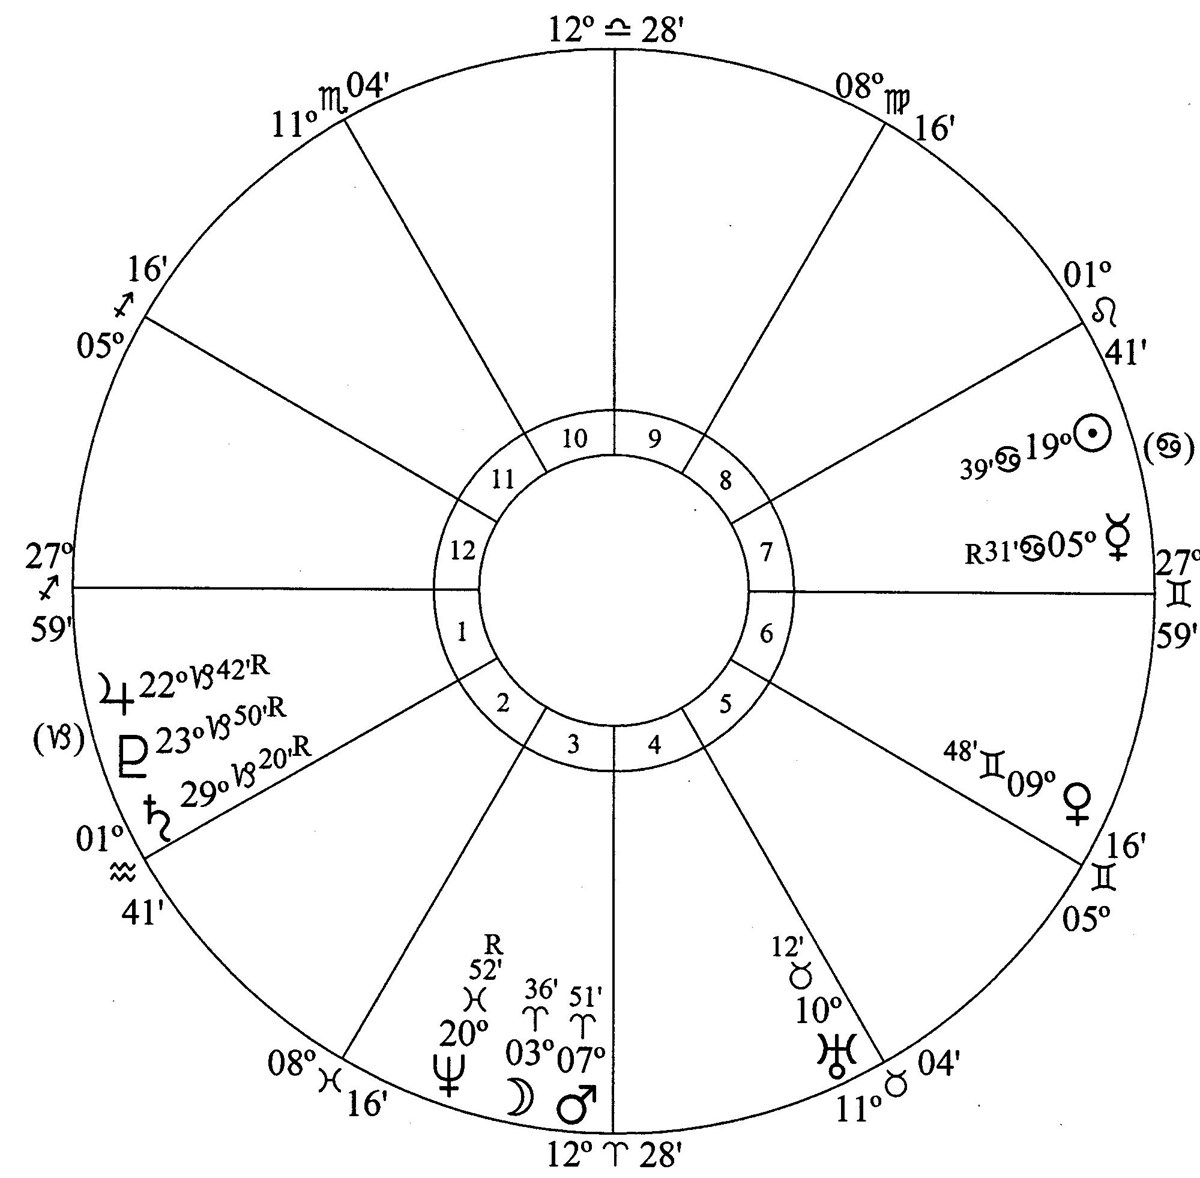 12° ♎ 28'
11° ♏ 04'
08° ♍ 16'
16' ♐ 05°
01° ♌ 41'
39' ♋ 19° ☉
(♋)
R 31' ♋ 05° ☿
27° ♐ 59'
27° ♊ 59'
10 9
11 8
12 7
1 6
2 5
3 4
♃ 22° ♑ 42' R
(♑)
♇ 23° ♑ 50' R
♄ 29° ♑ 20' R
48' ♊ 09° ♀
01° ♒ 41'
16' ♊ 05°
R 52' ♓ 20° ♆
36' ♈ 03° ☽
51' ♈ 07° ♂
12' ♉ 10° ♅
08° ♓ 16'
11° ♉ 04'
12° ♈ 28'